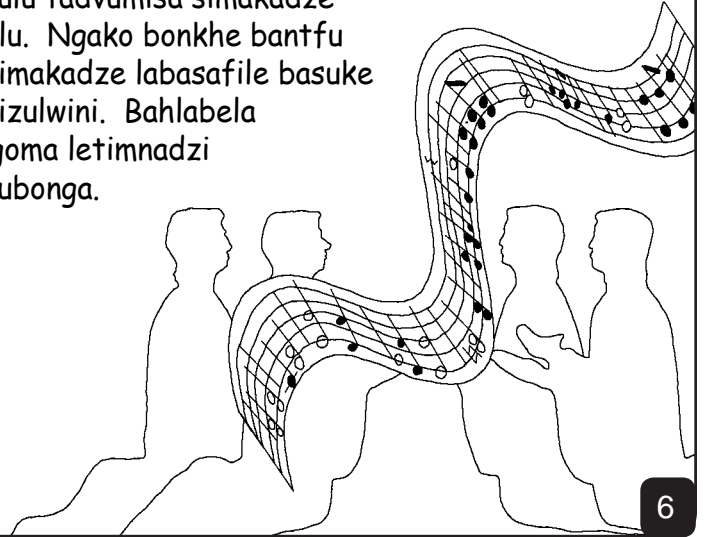 tadvumisa simakadze
lu. Ngako bonkhe bantfu
imakadze labasafile basuke
izulwini. Bahlabela
goma letimnadzi
ubonga.
6